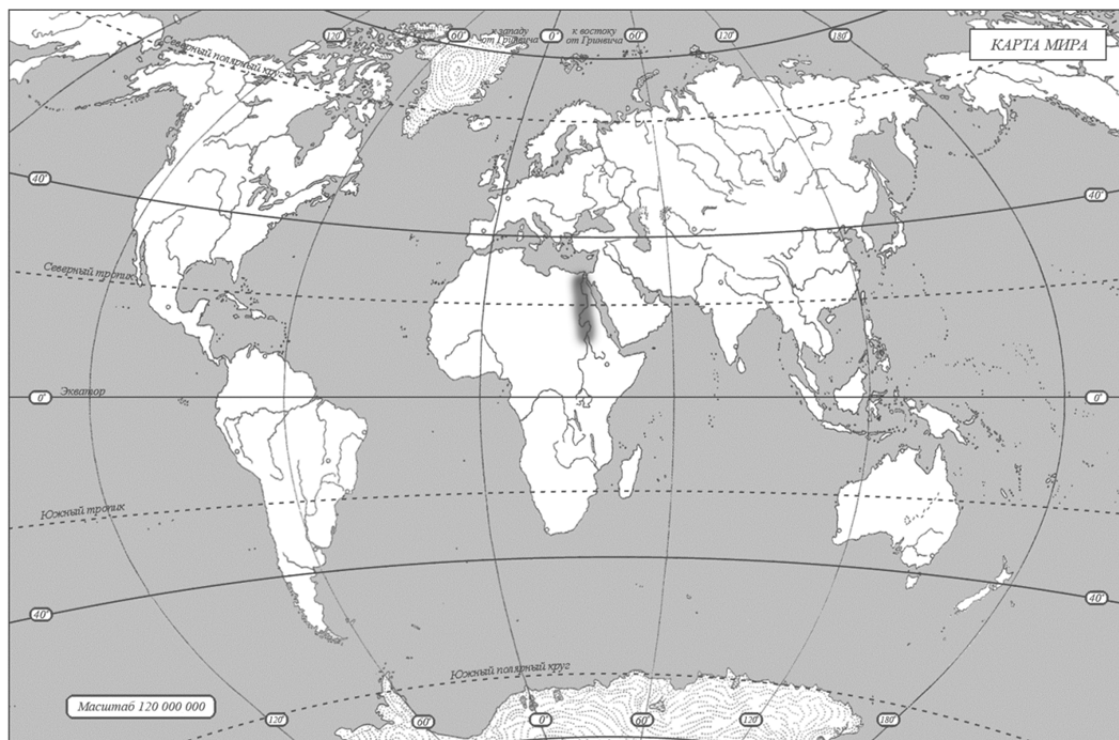 120°
60°
к западу
от Гринвича
0°
к востоку
от Гринвича
60°
120°
180°
КАРТА МИРА
Северный полярный круг
40°
40°
Северный тропик
Экватор
0°
0°
Южный тропик
40°
40°
Южный полярный круг
Масштаб 120 000 000
120°
60°
0°
60°
120°
180°